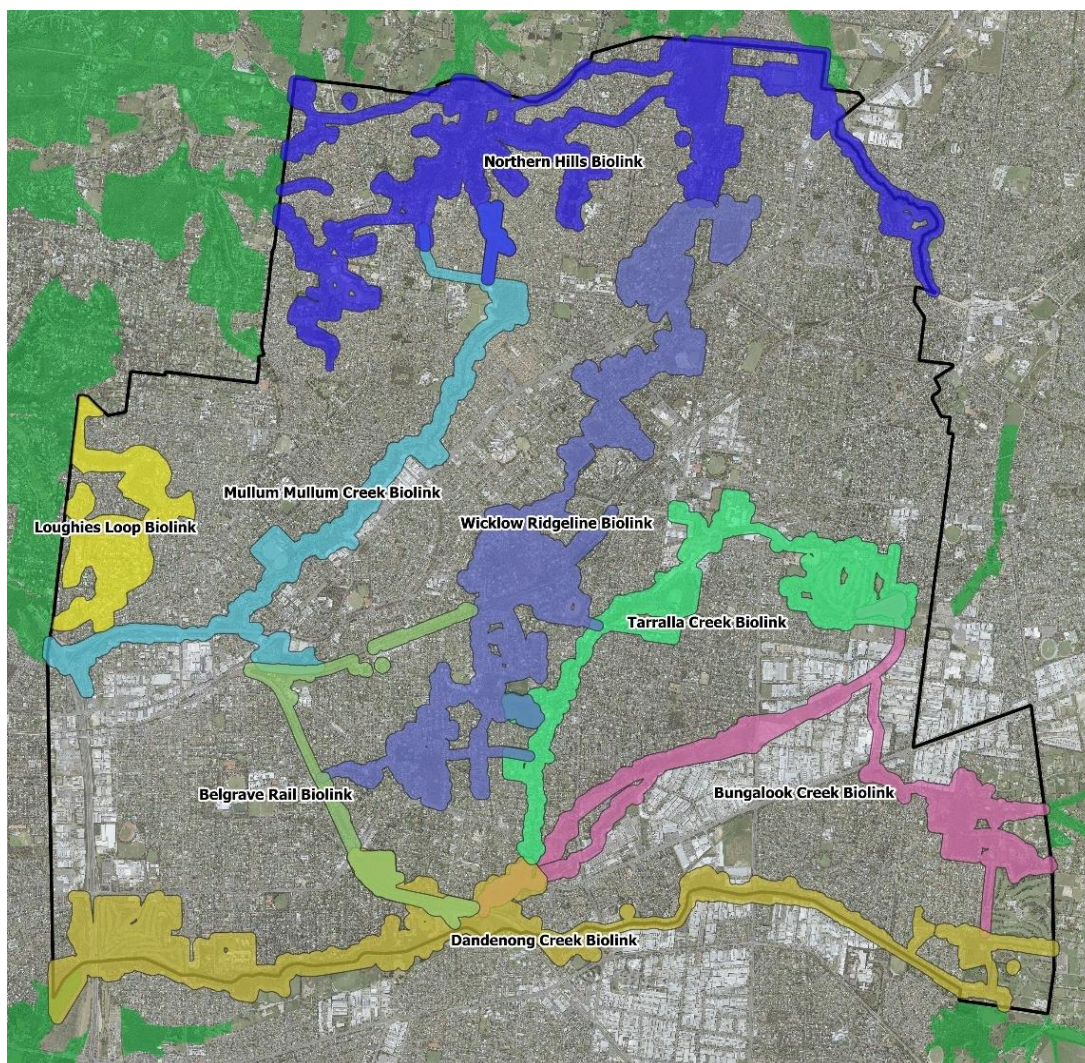 Northern Hills Biolink
Mullum Mullum Creek Biolink
Loughies Loop Biolink
Wicklow Ridgeline Biolink
Tarralla Creek Biolink
Belgrave Rail Biolink
Bungalook Creek Biolink
Dandenong Creek Biolink